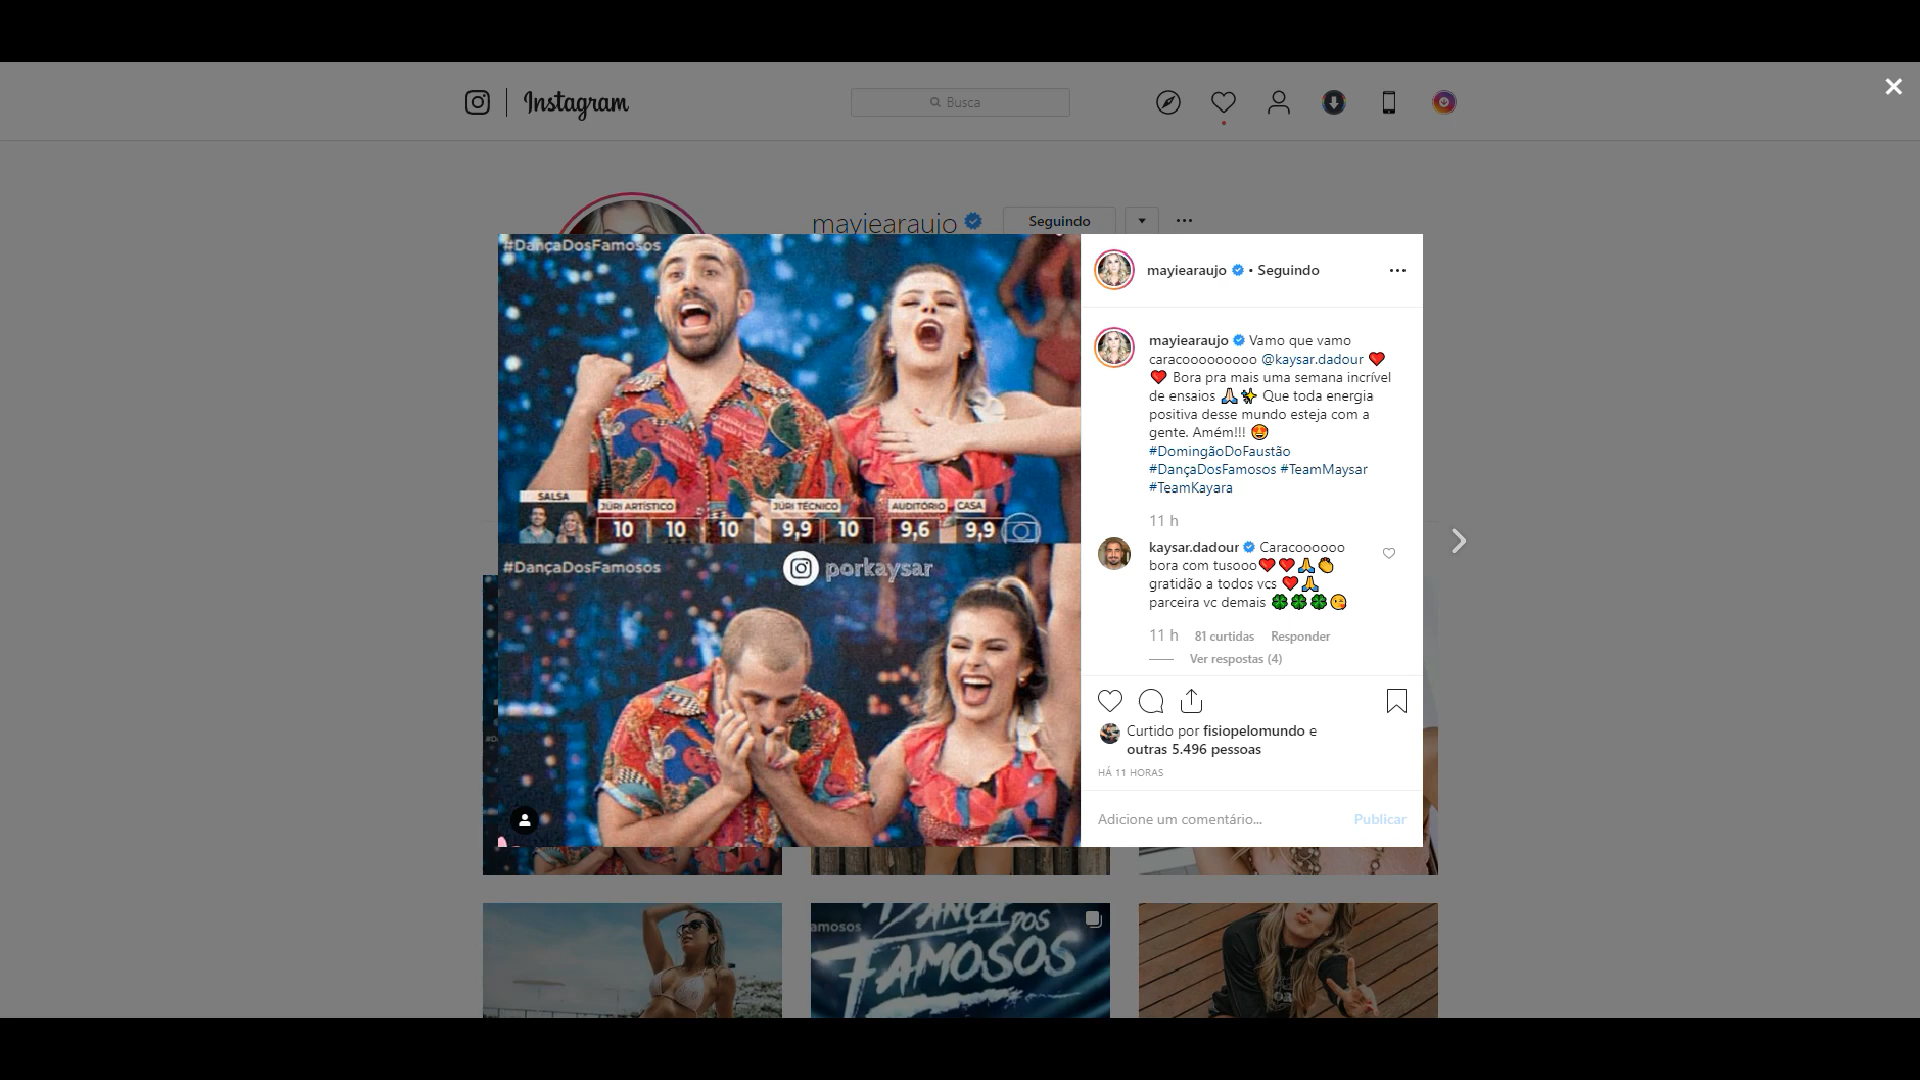 Instagram
Busca
mayiearaujo
Seguindo
#DançaDosFamosos
SALSA
JÚRI ARTÍSTICO
JÚRI TÉCNICO
AUDITÓRIO
CASA
10 10 10 9,9 10 9,6 9,9
#DançaDosFamosos
porkaysar
mayiearaujo • Seguindo
mayiearaujo Vamo que vamo
caracooooooooo @kaysar.dadour ❤️
❤️ Bora pra mais uma semana incrível
de ensaios 🙏🏻✨ Que toda energia
positiva desse mundo esteja com a
gente. Amém!!! 😍
#DomingãoDoFaustão
#DançaDosFamosos #TeamMaysar
#TeamKayara
11 h
kaysar.dadour Caracoooooo
bora com tusooo❤️❤️🙏👏
gratidão a todos vcs ❤️🙏
parceira vc demais 🍀🍀🍀😘
11 h 81 curtidas Responder
Ver respostas (4)
Curtido por fisiopelomundo e
outras 5.496 pessoas
HÁ 11 HORAS
Adicione um comentário... Publicar
amosos
DANÇA DOS
FAMOSOS